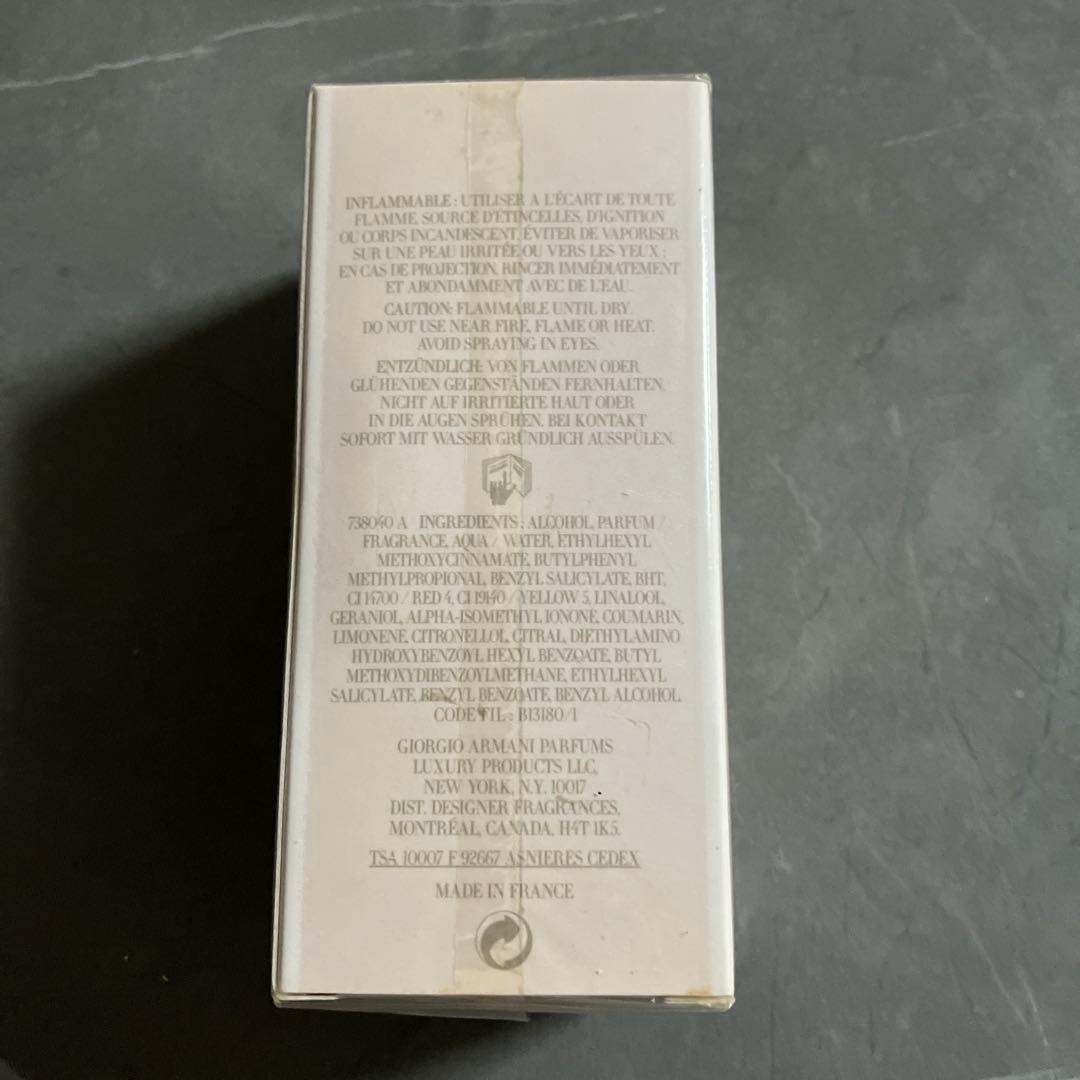 INFLAMMABLE : UTILISER A L'ÉCART DE TOUTE
FLAMME, SOURCE D'ÉTINCELLES, D'IGNITION
OU CORPS INCANDESCENT. ÉVITER DE VAPORISER
SUR UNE PEAU IRRITÉE OU VERS LES YEUX ;
EN CAS DE PROJECTION, RINCER IMMÉDIATEMENT
ET ABONDAMMENT AVEC DE L'EAU.
CAUTION: FLAMMABLE UNTIL DRY.
DO NOT USE NEAR FIRE, FLAME OR HEAT.
AVOID SPRAYING IN EYES.
ENTZÜNDLICH: VON FLAMMEN ODER
GLÜHENDEN GEGENSTÄNDEN FERNHALTEN.
NICHT AUF IRRITIERTE HAUT ODER
IN DIE AUGEN SPRÜHEN. BEI KONTAKT
SOFORT MIT WASSER GRÜNDLICH AUSSPÜLEN.
738040 A INGREDIENTS : ALCOHOL, PARFUM /
FRAGRANCE, AQUA / WATER, ETHYLHEXYL
METHOXYCINNAMATE, BUTYLPHENYL
METHYLPROPIONAL, BENZYL SALICYLATE, BHT,
CI 14700 / RED 4, CI 19140 / YELLOW 5, LINALOOL,
GERANIOL, ALPHA-ISOMETHYL IONONE, COUMARIN,
LIMONENE, CITRONELLOL, CITRAL, DIETHYLAMINO
HYDROXYBENZOYL HEXYL BENZOATE, BUTYL
METHOXYDIBENZOYLMETHANE, ETHYLHEXYL
SALICYLATE, BENZYL BENZOATE, BENZYL ALCOHOL.
CODE FIL : B13180/1
GIORGIO ARMANI PARFUMS
LUXURY PRODUCTS LLC,
NEW YORK, N.Y. 10017
DIST. DESIGNER FRAGRANCES,
MONTRÉAL, CANADA, H4T 1K5.
TSA 10007 F 92667 ASNIERES CEDEX
MADE IN FRANCE